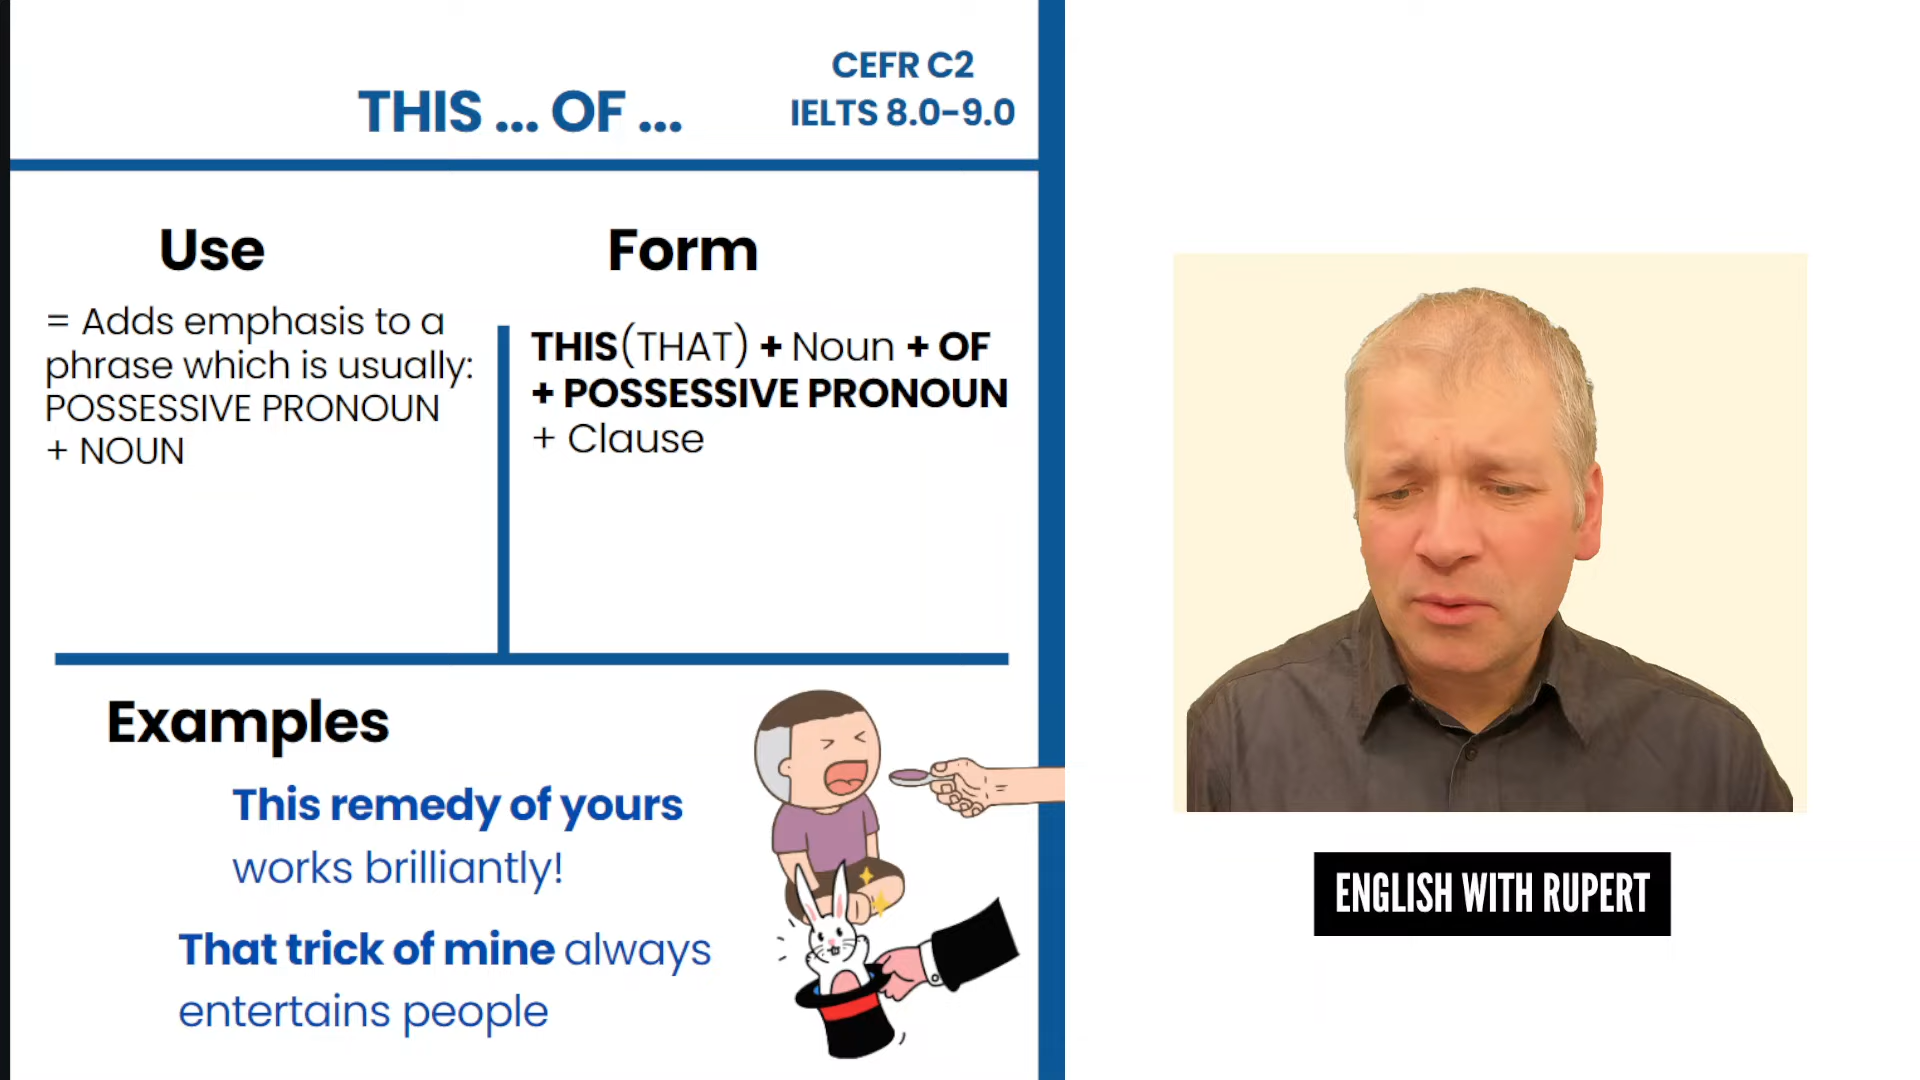 THIS ... OF ...
CEFR C2
IELTS 8.0-9.0
Use
= Adds emphasis to a
phrase which is usually:
POSSESSIVE PRONOUN
+ NOUN
Form
THIS(THAT) + Noun + OF
+ POSSESSIVE PRONOUN
+ Clause
Examples
This remedy of yours
works brilliantly!
That trick of mine always
entertains people
ENGLISH WITH RUPERT